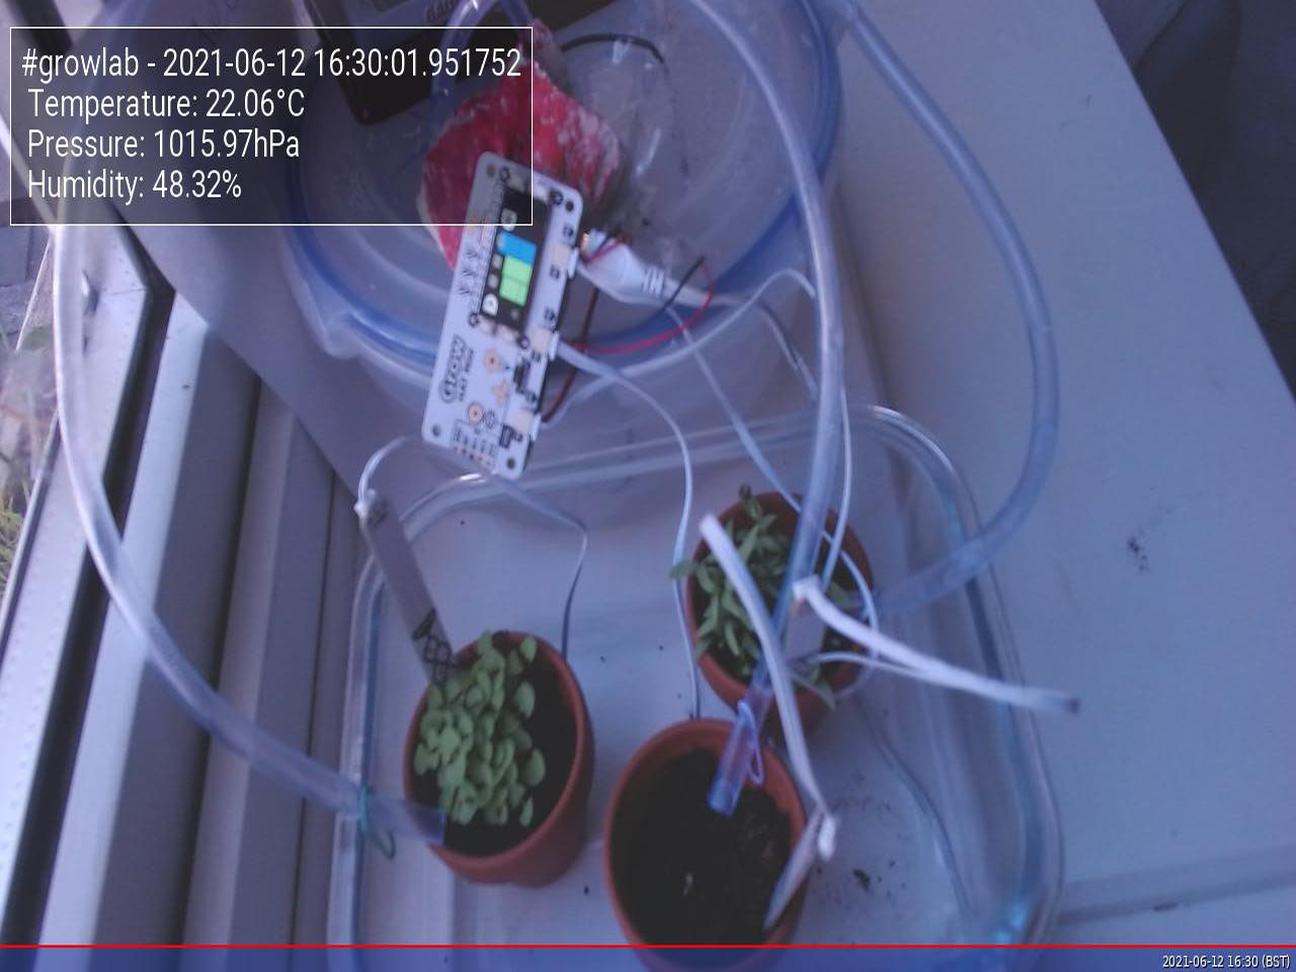 #growlab - 2021-06-12 16:30:01.951752
Temperature: 22.06°C
Pressure: 1015.97hPa
Humidity: 48.32%
Grow
2021-06-12 16:30 (BST)